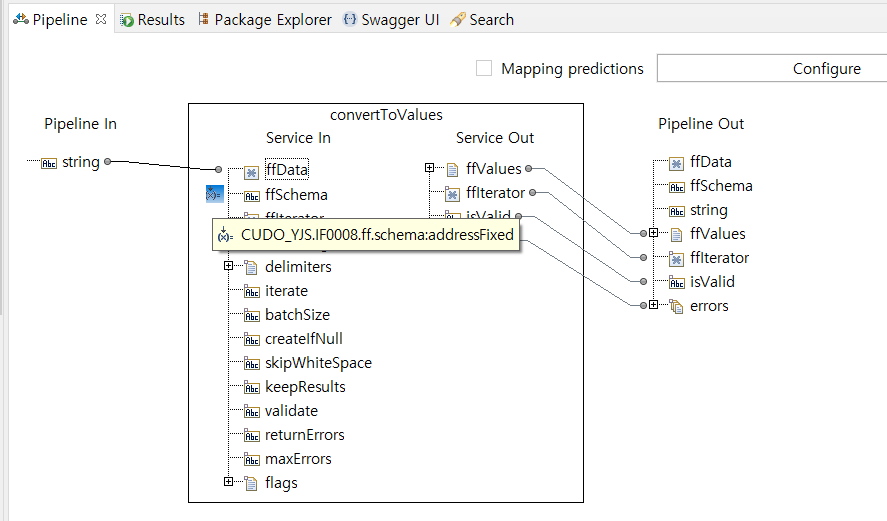 Pipeline
Results
Package Explorer
Swagger UI
Search
Mapping predictions
Configure
Pipeline In
string
convertToValues
Service In
ffData
ffSchema
ffIterator
CUDO_YJS.IF0008.ff.schema:addressFixed
delimiters
iterate
batchSize
createIfNull
skipWhiteSpace
keepResults
validate
returnErrors
maxErrors
flags
Service Out
ffValues
ffIterator
isValid
Pipeline Out
ffData
ffSchema
string
ffValues
ffIterator
isValid
errors